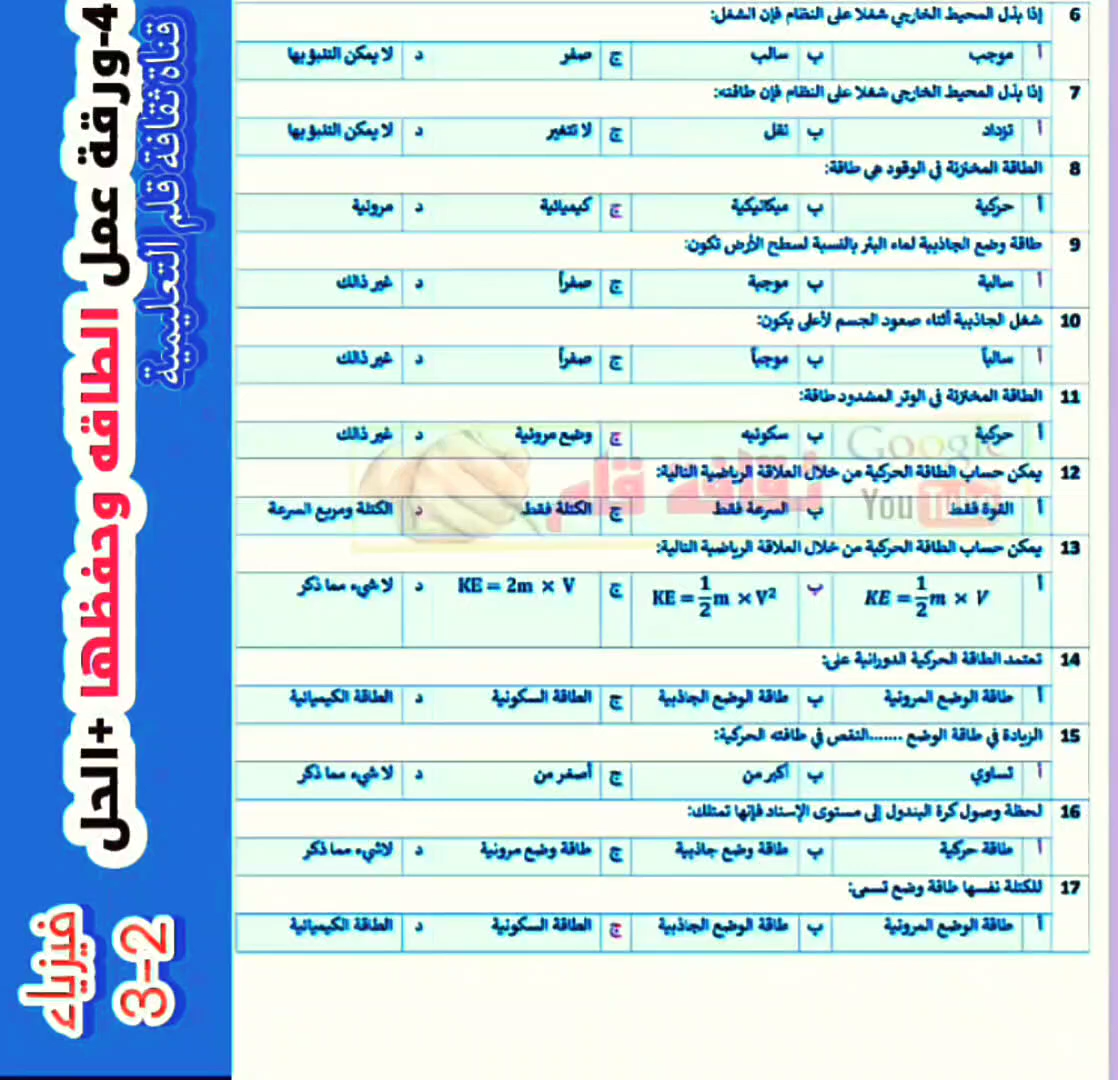 4-ورقة عمل الطاقه وحفظها +الحل
قناة ثقافة قلم التعليمية
فيزياء
3-2
6 إذا بذل المحيط الخارجي شغلا على النظام فإن الشغل:
أ موجب ب سالب ج صفر د لا يمكن التنبؤ بها
7 إذا بذل المحيط الخارجي شغلا على النظام فإن طاقته:
أ تزداد ب تقل ج لا تتغير د لا يمكن التنبؤ بها
8 الطاقة المختزنة في الوقود هي طاقة:
أ حركية ب ميكانيكية ج كيميائية د مرونية
9 طاقة وضع الجاذبية لماء البئر بالنسبة لسطح الأرض تكون:
أ سالبة ب موجبة ج صفراً د غير ذالك
10 شغل الجاذبية أثناء صعود الجسم لأعلى يكون:
أ سالباً ب موجباً ج صفراً د غير ذالك
11 الطاقة المختزنة في الوتر المشدود طاقة:
أ حركية ب سكونيه ج وضع مرونية د غير ذالك
12 يمكن حساب الطاقة الحركية من خلال العلاقة الرياضية التالية:
أ القوة فقط ب السرعة فقط ج الكتلة فقط د الكتلة ومربع السرعة
13 يمكن حساب الطاقة الحركية من خلال العلاقة الرياضية التالية:
أ KE = 1/2 m × V ب KE = 1/2 m × V² ج KE = 2m × V د لا شيء مما ذكر
14 تعتمد الطاقة الحركية الدورانية على:
أ طاقة الوضع المرونية ب طاقة الوضع الجاذبية ج الطاقة السكونية د الطاقة الكيميائية
15 الزيادة في طاقة الوضع .......النقص في طاقته الحركية:
أ تساوي ب أكبر من ج أصغر من د لا شيء مما ذكر
16 لحظة وصول كرة البندول إلى مستوى الإسناد فإنها تمتلك:
أ طاقة حركية ب طاقة وضع جاذبية ج طاقة وضع مرونية د لاشيء مما ذكر
17 للكتلة نفسها طاقة وضع تسمى:
أ طاقة الوضع المرونية ب طاقة الوضع الجاذبية ج الطاقة السكونية د الطاقة الكيميائية
Google
YouTube
ثقافة قلم